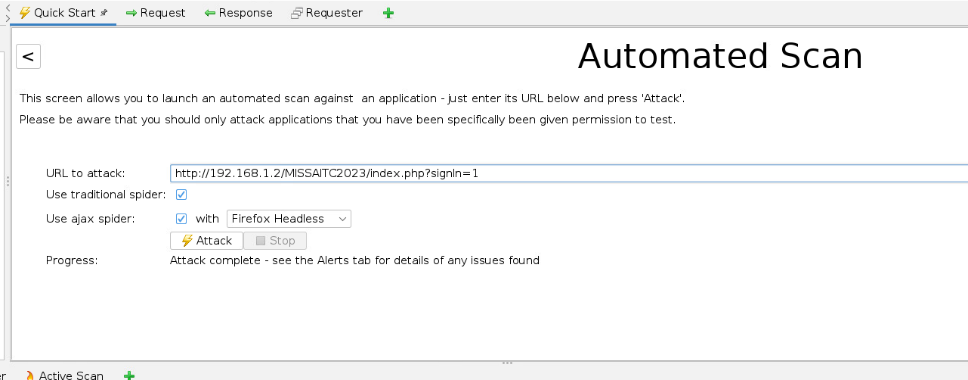 Quick Start Request Response Requester
<
Automated Scan
This screen allows you to launch an automated scan against an application - just enter its URL below and press 'Attack'.
Please be aware that you should only attack applications that you have been specifically been given permission to test.
URL to attack: http://192.168.1.2/MISSAITC2023/index.php?signIn=1
Use traditional spider:
Use ajax spider: with Firefox Headless
Attack Stop
Progress: Attack complete - see the Alerts tab for details of any issues found
Active Scan